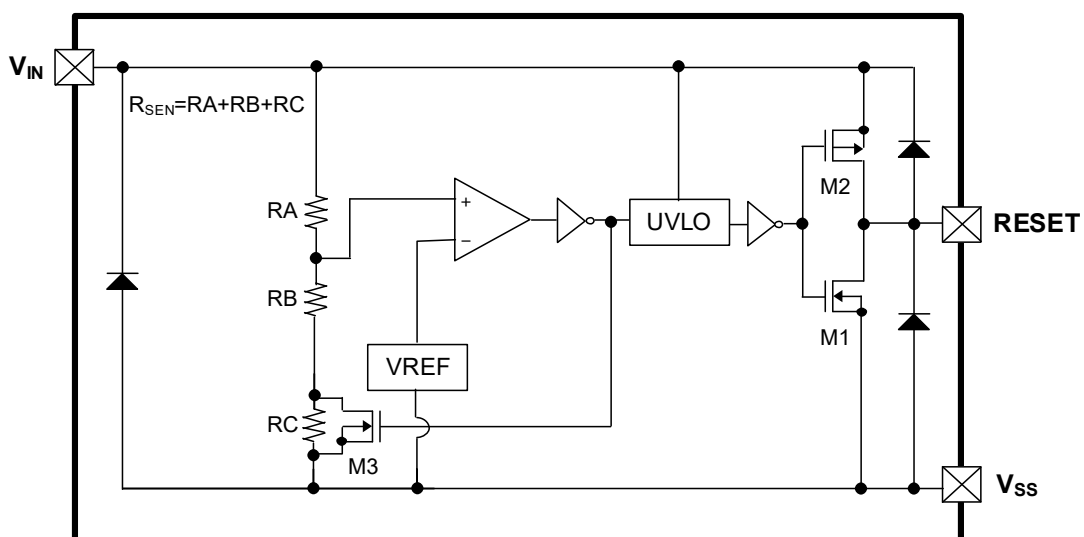 VIN
RSEN=RA+RB+RC
M2
RA
+
−
UVLO
RESET
RB
M1
VREF
RC
M3
VSS